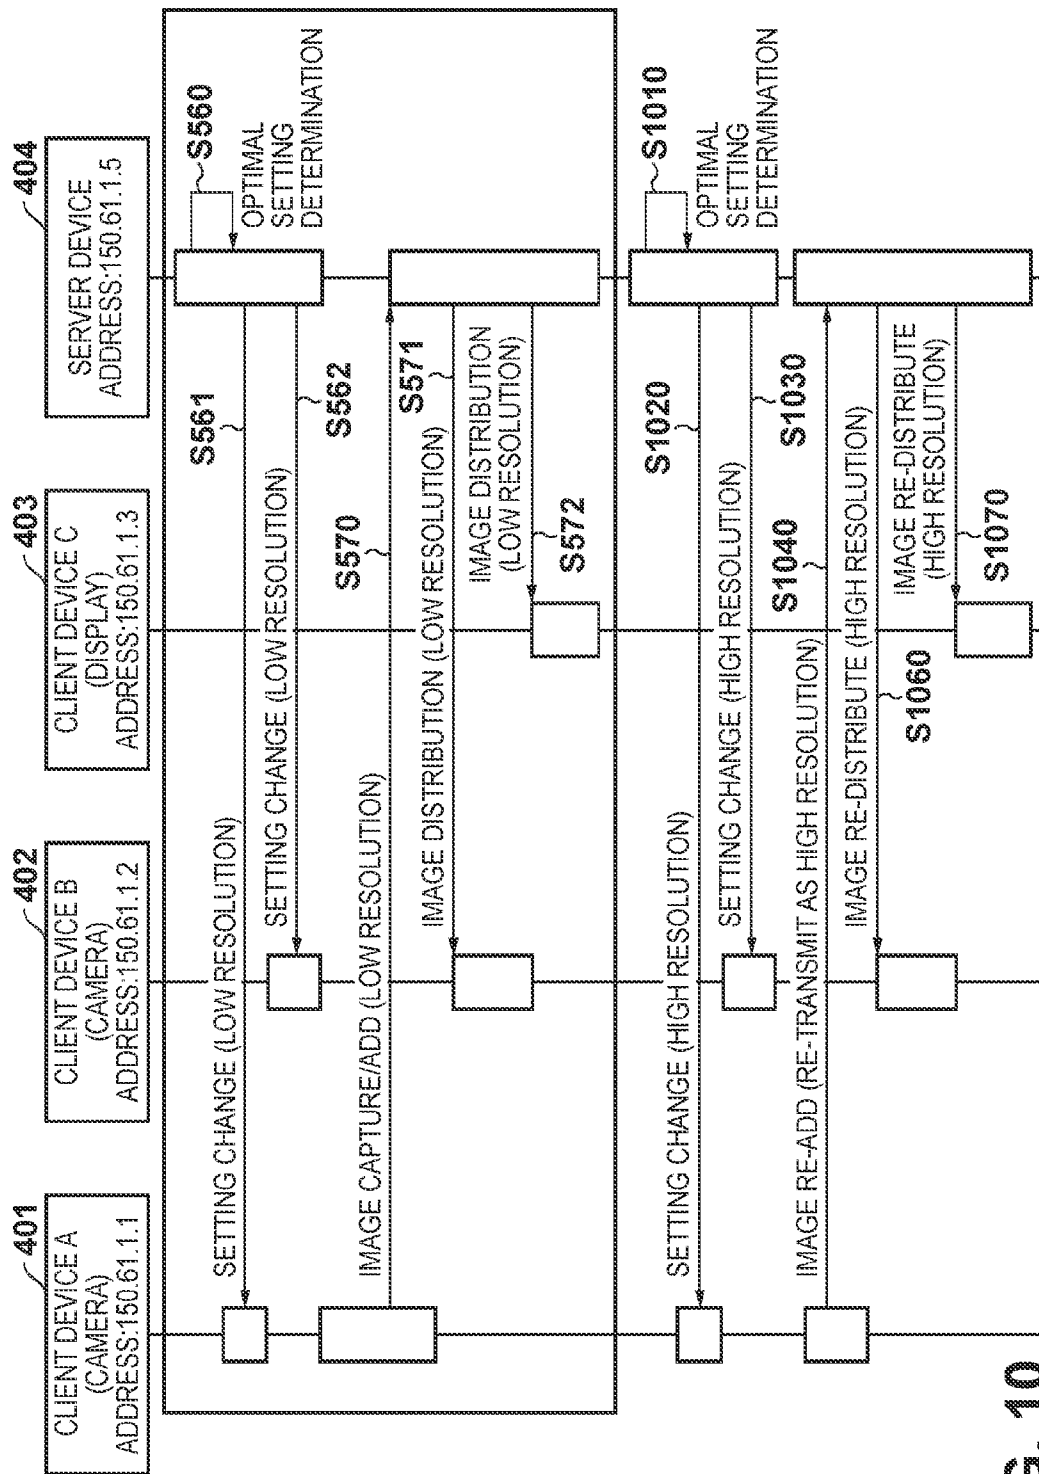 401
CLIENT DEVICE A
(CAMERA)
ADDRESS:150.61.1.1
402
CLIENT DEVICE B
(CAMERA)
ADDRESS:150.61.1.2
403
CLIENT DEVICE C
(DISPLAY)
ADDRESS:150.61.1.3
404
SERVER DEVICE
ADDRESS:150.61.1.5
S560
OPTIMAL
SETTING
DETERMINATION
S561
SETTING CHANGE (LOW RESOLUTION)
S562
SETTING CHANGE (LOW RESOLUTION)
S570
IMAGE CAPTURE/ADD (LOW RESOLUTION)
S571
IMAGE DISTRIBUTION (LOW RESOLUTION)
IMAGE DISTRIBUTION
(LOW RESOLUTION)
S572
S1010
OPTIMAL
SETTING
DETERMINATION
S1020
SETTING CHANGE (HIGH RESOLUTION)
S1030
SETTING CHANGE (HIGH RESOLUTION)
S1040
IMAGE RE-ADD (RE-TRANSMIT AS HIGH RESOLUTION)
IMAGE RE-DISTRIBUTE (HIGH RESOLUTION)
S1060
IMAGE RE-DISTRIBUTE
(HIGH RESOLUTION)
S1070
G. 10